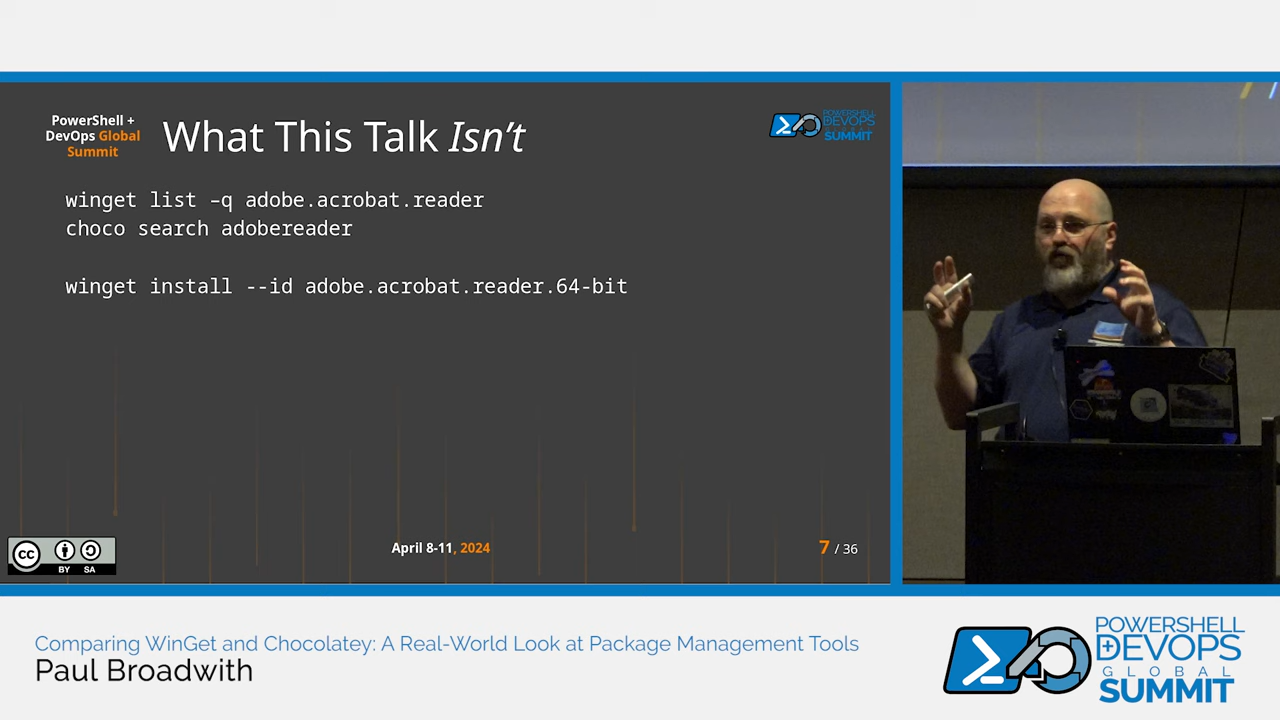 PowerShell +
DevOps Global
Summit
What This Talk Isn't
POWERSHELL
DEVOPS
GLOBAL
SUMMIT
winget list –q adobe.acrobat.reader
choco search adobereader
winget install --id adobe.acrobat.reader.64-bit
cc
BY SA
April 8-11, 2024
7 / 36
Comparing WinGet and Chocolatey: A Real-World Look at Package Management Tools
Paul Broadwith
POWERSHELL
DEVOPS
GLOBAL
SUMMIT